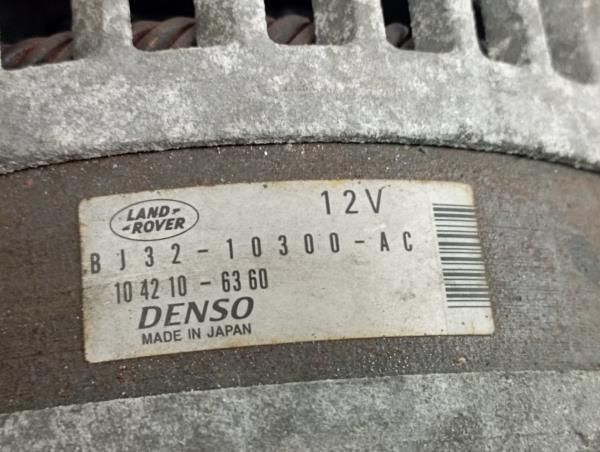 LAND-
-ROVER
12V
BJ32-10300-AC
104210-6360
DENSO
MADE IN JAPAN